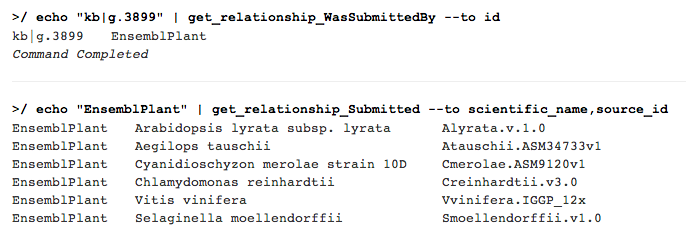 >/ echo "kb|g.3899" | get_relationship_WasSubmittedBy --to id
kb|g.3899 EnsemblPlant
Command Completed
>/ echo "EnsemblPlant" | get_relationship_Submitted --to scientific_name,source_id
EnsemblPlant Arabidopsis lyrata subsp. lyrata Alyrata.v.1.0
EnsemblPlant Aegilops tauschii Atauschii.ASM34733v1
EnsemblPlant Cyanidioschyzon merolae strain 10D Cmerolae.ASM9120v1
EnsemblPlant Chlamydomonas reinhardtii Creinhardtii.v3.0
EnsemblPlant Vitis vinifera Vvinifera.IGGP_12x
EnsemblPlant Selaginella moellendorffii Smoellendorffii.v1.0